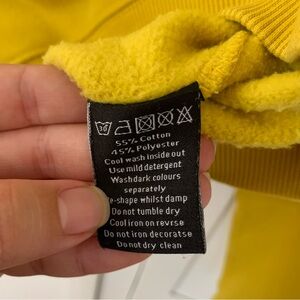 55% Cotton
45% Polyester
Cool wash inside out
Use mild detergent
Washdark colours
separately
e-shape whilst damp
Do not tumble dry
Cool iron on revrse
Do not iron decoratse
Do not dry clean